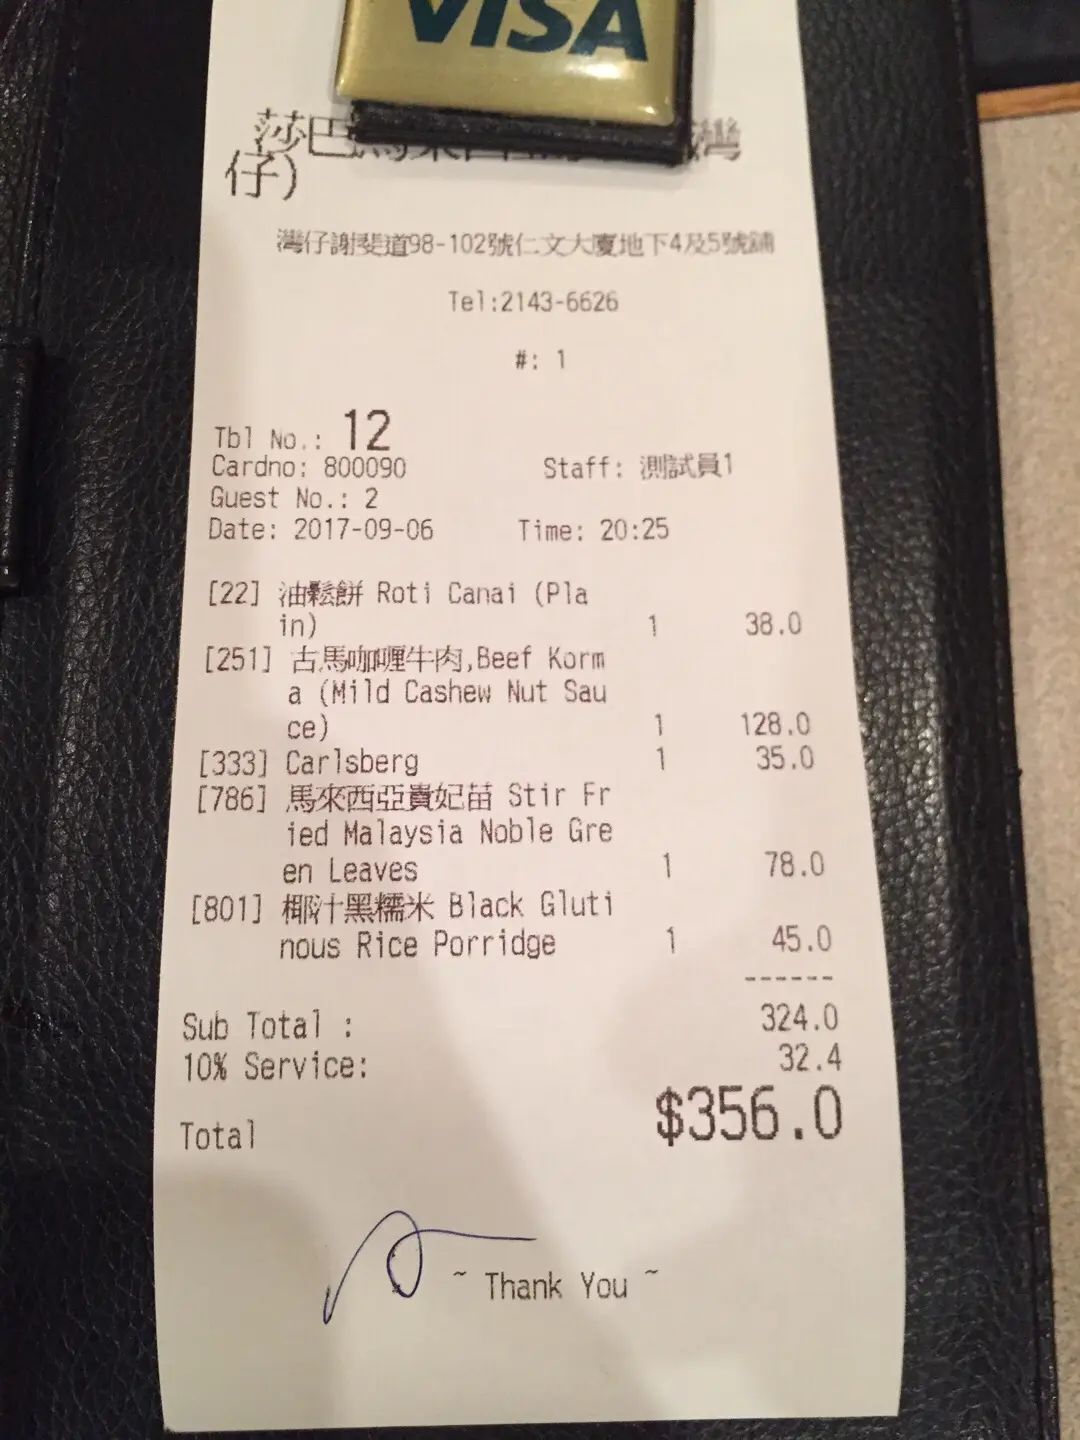 VISA
莎巴
灣
仔)
灣仔謝斐道98-102號仁文大廈地下4及5號舖
Tel:2143-6626
#: 1
Tbl No.: 12
Cardno: 800090 Staff: 測試員1
Guest No.: 2
Date: 2017-09-06 Time: 20:25
[22] 油鬆餅 Roti Canai (Pla
in) 1 38.0
[251] 古馬咖喱牛肉,Beef Korm
a (Mild Cashew Nut Sau
ce) 1 128.0
[333] Carlsberg 1 35.0
[786] 馬來西亞貴妃苗 Stir Fr
ied Malaysia Noble Gre
en Leaves 1 78.0
[801] 椰汁黑糯米 Black Gluti
nous Rice Porridge 1 45.0
------
Sub Total : 324.0
10% Service: 32.4
Total $356.0
~ Thank You ~